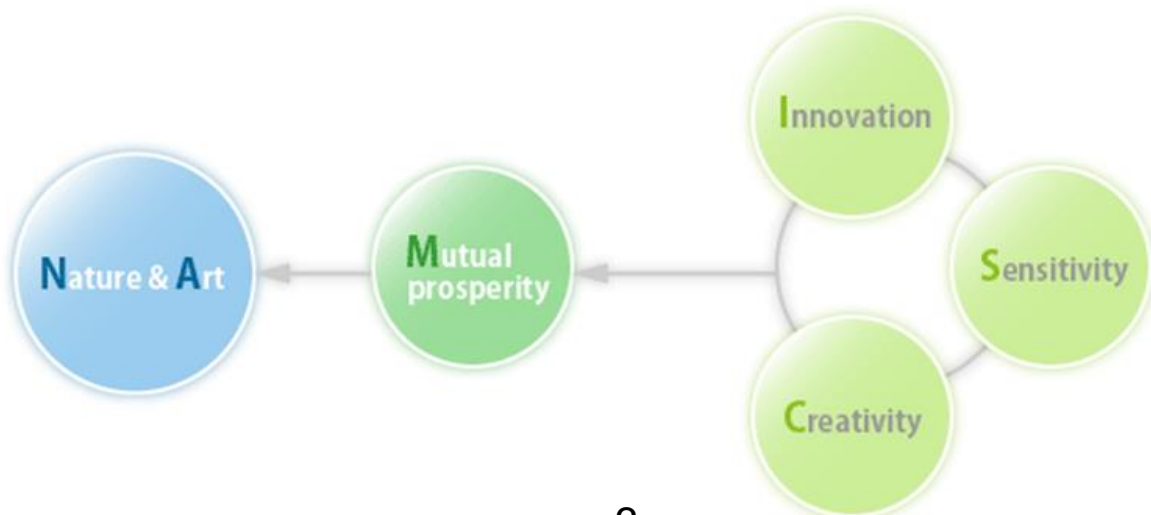 Innovation
Nature & Art
Mutual
prosperity
Sensitivity
Creativity